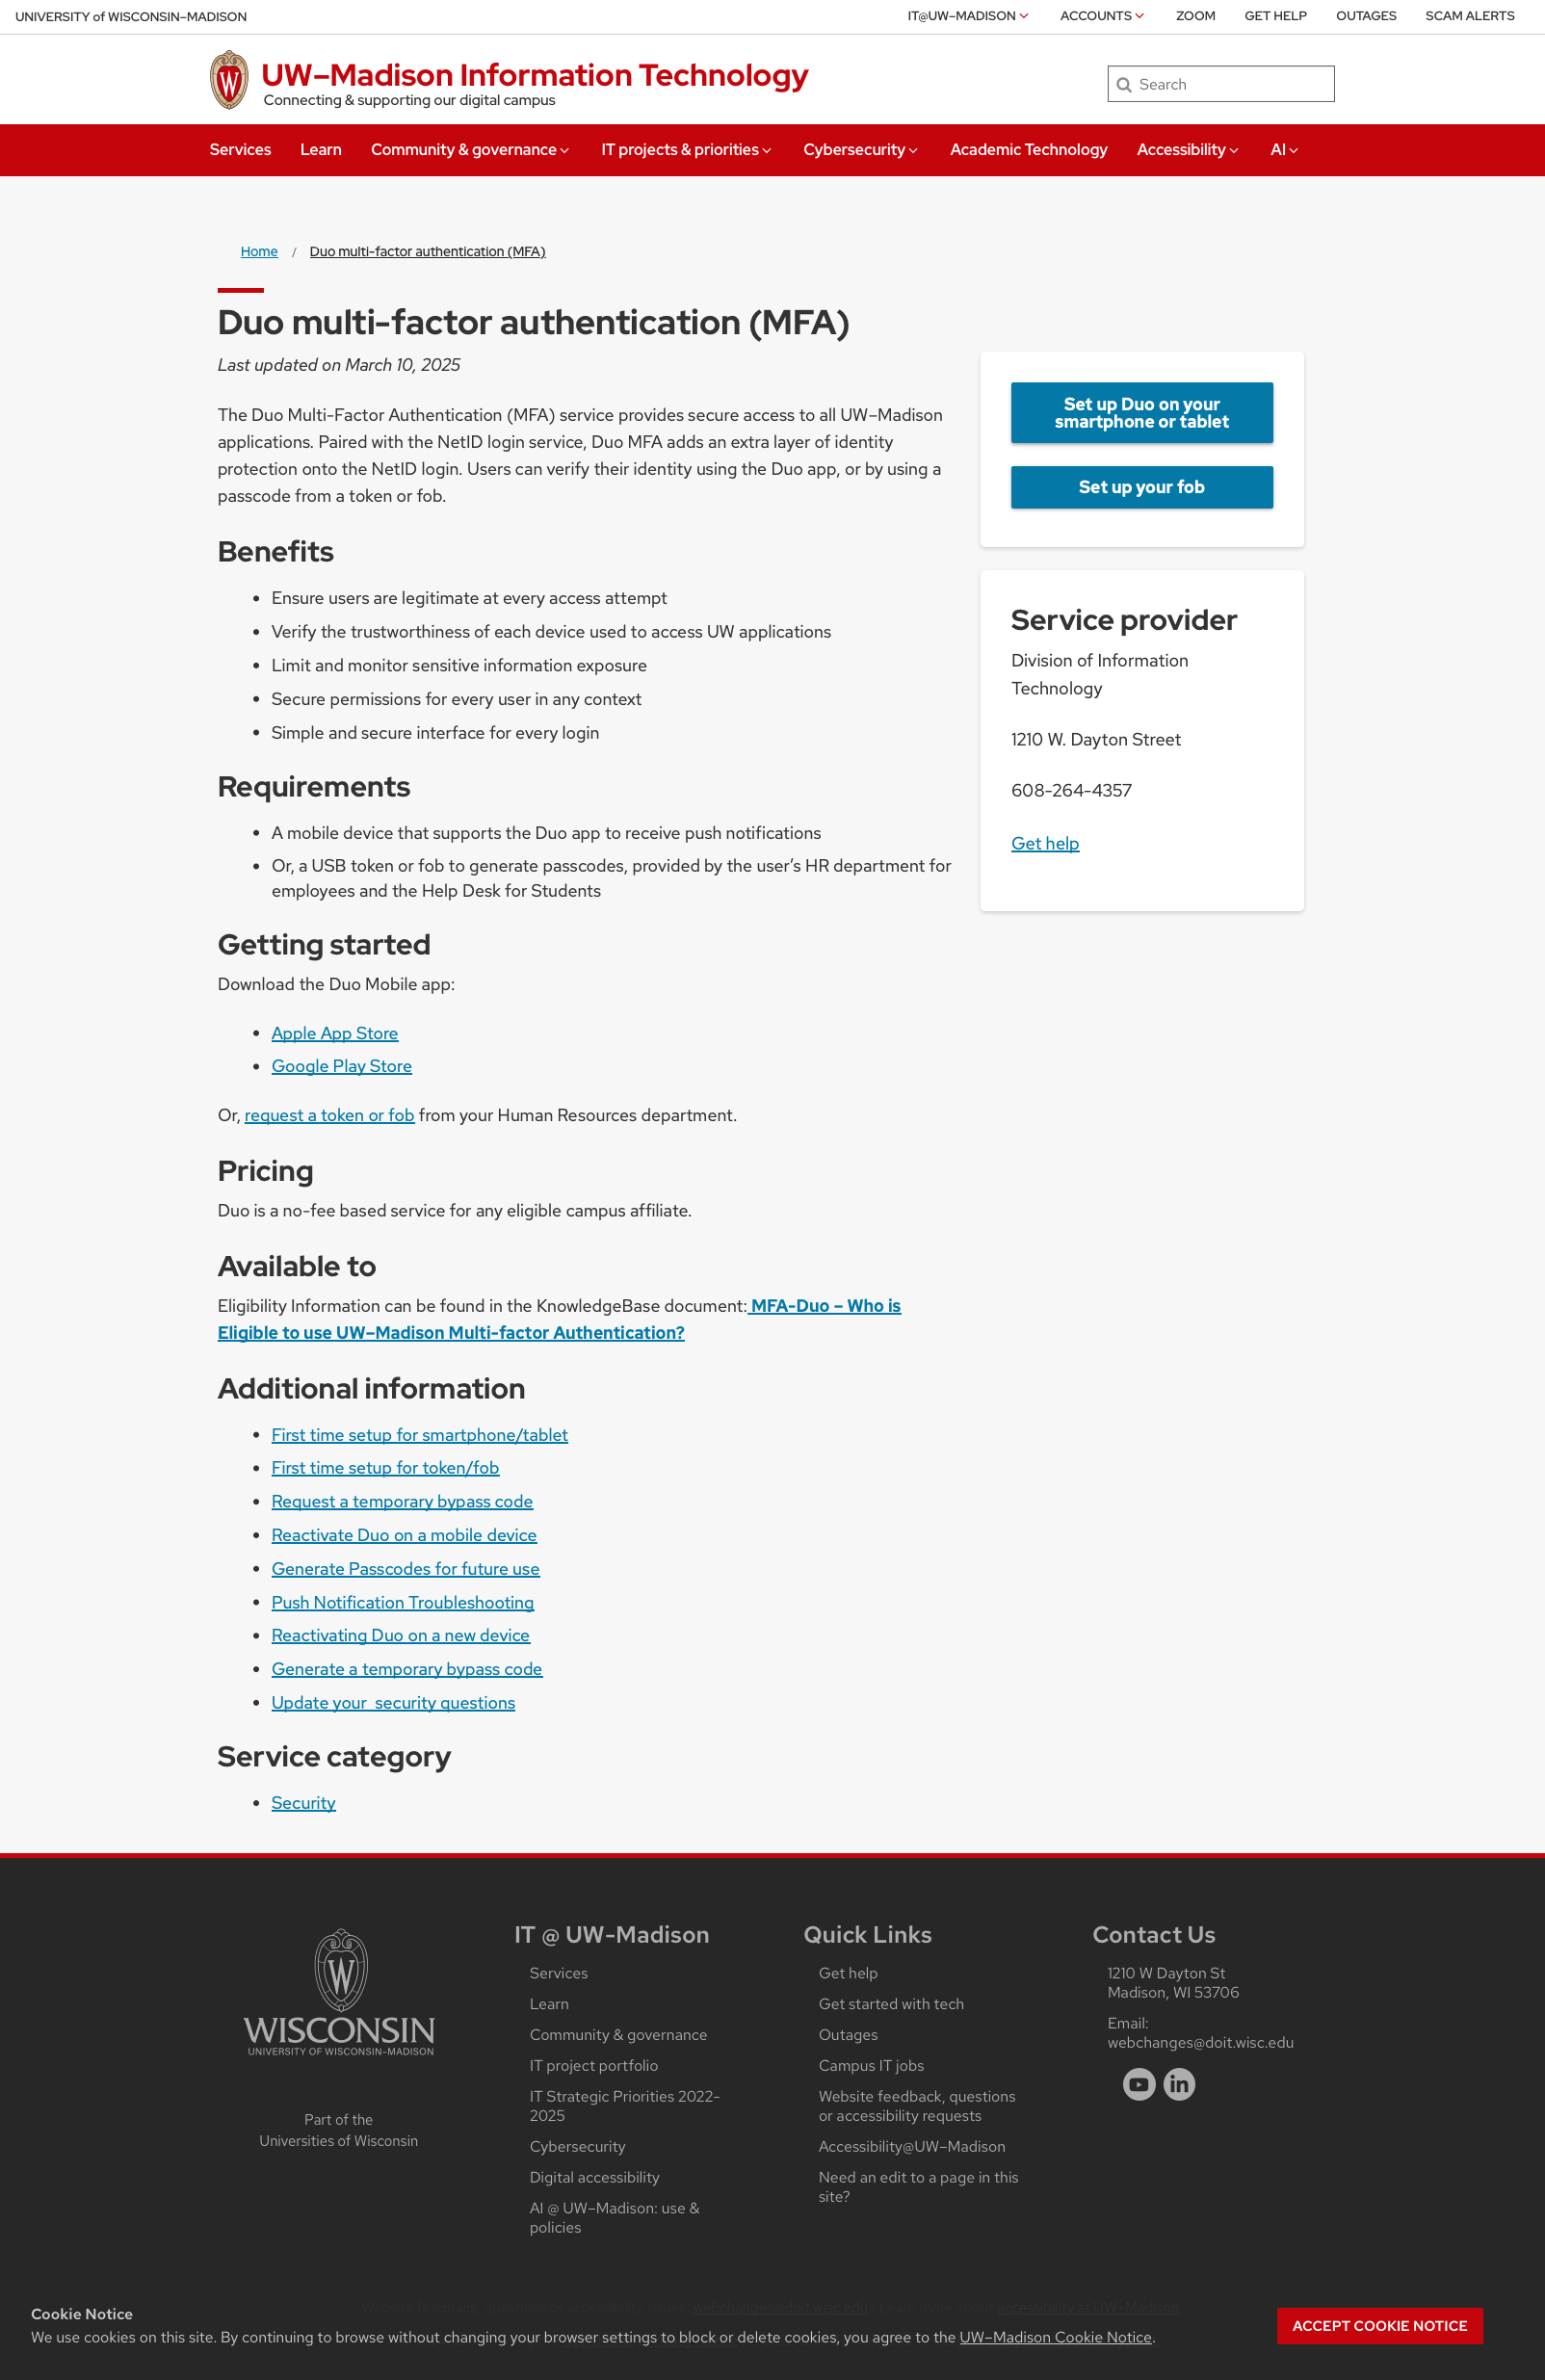 UNIVERSITY of WISCONSIN–MADISON
IT@UW–MADISON ACCOUNTS ZOOM GET HELP OUTAGES SCAM ALERTS
UW–Madison Information Technology
Connecting & supporting our digital campus
Search
Services Learn Community & governance IT projects & priorities Cybersecurity Academic Technology Accessibility AI
Home / Duo multi-factor authentication (MFA)
Duo multi-factor authentication (MFA)
Last updated on March 10, 2025
The Duo Multi-Factor Authentication (MFA) service provides secure access to all UW–Madison
applications. Paired with the NetID login service, Duo MFA adds an extra layer of identity
protection onto the NetID login. Users can verify their identity using the Duo app, or by using a
passcode from a token or fob.
Benefits
• Ensure users are legitimate at every access attempt
• Verify the trustworthiness of each device used to access UW applications
• Limit and monitor sensitive information exposure
• Secure permissions for every user in any context
• Simple and secure interface for every login
Requirements
• A mobile device that supports the Duo app to receive push notifications
• Or, a USB token or fob to generate passcodes, provided by the user’s HR department for
employees and the Help Desk for Students
Getting started
Download the Duo Mobile app:
• Apple App Store
• Google Play Store
Or, request a token or fob from your Human Resources department.
Pricing
Duo is a no-fee based service for any eligible campus affiliate.
Available to
Eligibility Information can be found in the KnowledgeBase document: MFA-Duo – Who is
Eligible to use UW–Madison Multi-factor Authentication?
Additional information
• First time setup for smartphone/tablet
• First time setup for token/fob
• Request a temporary bypass code
• Reactivate Duo on a mobile device
• Generate Passcodes for future use
• Push Notification Troubleshooting
• Reactivating Duo on a new device
• Generate a temporary bypass code
• Update your  security questions
Service category
• Security
Set up Duo on your
smartphone or tablet
Set up your fob
Service provider
Division of Information
Technology
1210 W. Dayton Street
608-264-4357
Get help
WISCONSIN
UNIVERSITY OF WISCONSIN–MADISON
Part of the
Universities of Wisconsin
IT @ UW-Madison
Services
Learn
Community & governance
IT project portfolio
IT Strategic Priorities 2022-
2025
Cybersecurity
Digital accessibility
AI @ UW–Madison: use &
policies
Quick Links
Get help
Get started with tech
Outages
Campus IT jobs
Website feedback, questions
or accessibility requests
Accessibility@UW–Madison
Need an edit to a page in this
site?
Contact Us
1210 W Dayton St
Madison, WI 53706
Email:
webchanges@doit.wisc.edu
Website feedback, questions or accessibility issues: webchanges@doit.wisc.edu | Learn more about accessibility at UW–Madison.
Cookie Notice
We use cookies on this site. By continuing to browse without changing your browser settings to block or delete cookies, you agree to the UW–Madison Cookie Notice.
ACCEPT COOKIE NOTICE